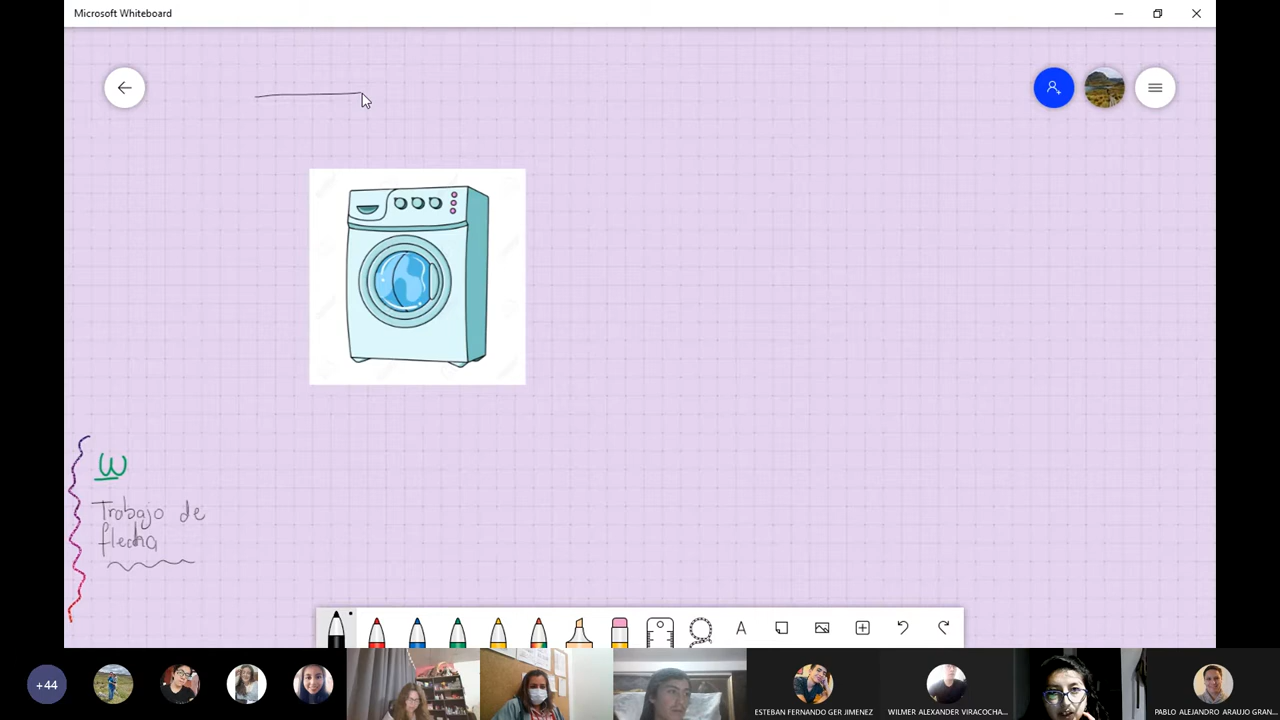 Microsoft Whiteboard
W
Trabajo de
flecha
A
+44
ESTEBAN FERNANDO GER JIMENEZ
WILMER ALEXANDER VIRACOCHA...
PABLO ALEJANDRO ARAUJO GRAN...